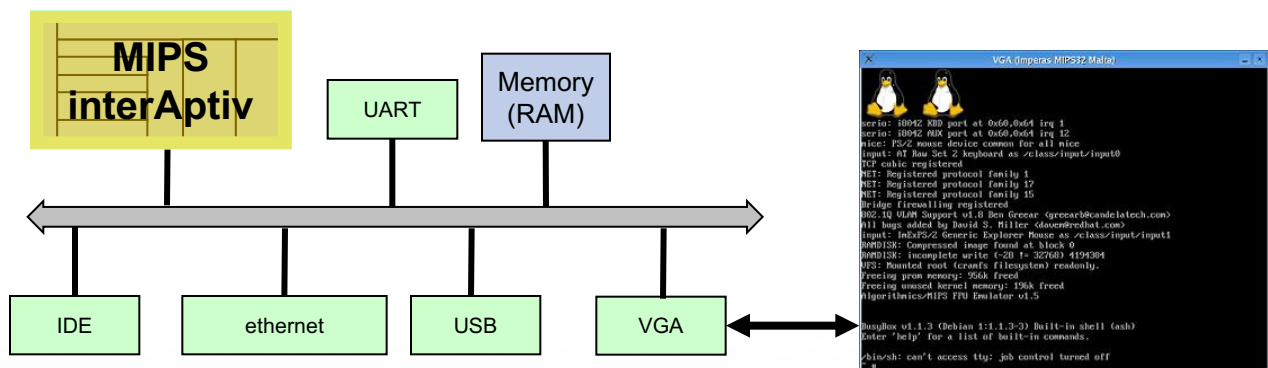 MIPS
interAptiv
UART
Memory
(RAM)
IDE
ethernet
USB
VGA
VGA (Imperas MIPS32 Malta)
serio: i8042 KBD port at 0x60,0x64 irq 1
serio: i8042 AUX port at 0x60,0x64 irq 12
mice: PS/2 mouse device common for all mice
input: AT Raw Set 2 keyboard as /class/input/input0
TCP cubic registered
NET: Registered protocol family 1
NET: Registered protocol family 17
NET: Registered protocol family 15
Bridge firewalling registered
802.1Q VLAN Support v1.8 Ben Greear <greearb@candelatech.com>
All bugs added by David S. Miller <davem@redhat.com>
input: ImExPS/2 Generic Explorer Mouse as /class/input/input1
RAMDISK: Compressed image found at block 0
RAMDISK: incomplete write (-28 != 32768) 4194304
VFS: Mounted root (cramfs filesystem) readonly.
Freeing prom memory: 956k freed
Freeing unused kernel memory: 196k freed
Algorithmics/MIPS FPU Emulator v1.5
BusyBox v1.1.3 (Debian 1:1.1.3-3) Built-in shell (ash)
Enter 'help' for a list of built-in commands.
/bin/sh: can't access tty; job control turned off